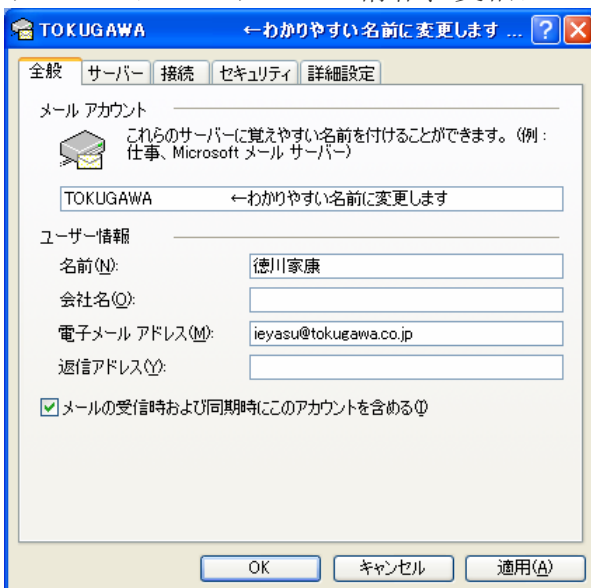 TOKUGAWA ←わかりやすい名前に変更します ...
全般 サーバー 接続 セキュリティ 詳細設定
メール アカウント
これらのサーバーに覚えやすい名前を付けることができます。(例:
仕事、Microsoft メール サーバー)
TOKUGAWA ←わかりやすい名前に変更します
ユーザー情報
名前(N): 徳川家康
会社名(O):
電子メール アドレス(M): ieyasu@tokugawa.co.jp
返信アドレス(Y):
メールの受信時および同期時にこのアカウントを含める(I)
OK キャンセル 適用(A)